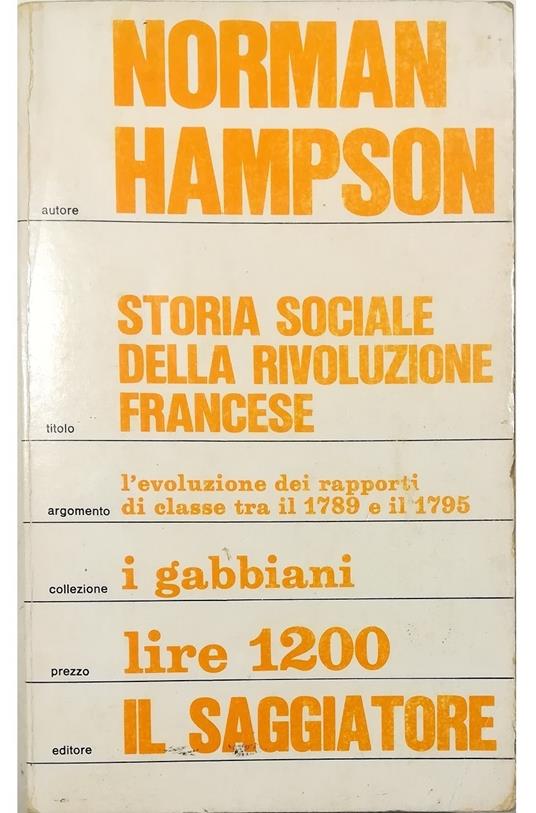 NORMAN
HAMPSON
autore
STORIA SOCIALE
DELLA RIVOLUZIONE
FRANCESE
titolo
l'evoluzione dei rapporti
argomento di classe tra il 1789 e il 1795
collezione i gabbiani
prezzo lire 1200
editore IL SAGGIATORE